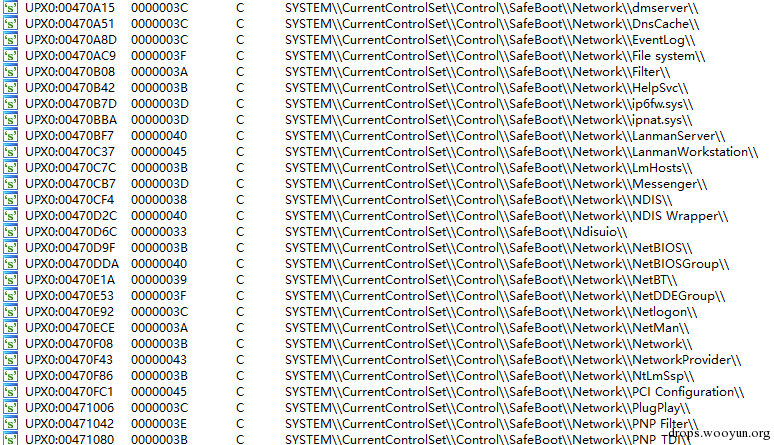 UPX0:00470A15 0000003C C SYSTEM\\CurrentControlSet\\Control\\SafeBoot\\Network\\dmserver\\
UPX0:00470A51 0000003C C SYSTEM\\CurrentControlSet\\Control\\SafeBoot\\Network\\DnsCache\\
UPX0:00470A8D 0000003C C SYSTEM\\CurrentControlSet\\Control\\SafeBoot\\Network\\EventLog\\
UPX0:00470AC9 0000003F C SYSTEM\\CurrentControlSet\\Control\\SafeBoot\\Network\\File system\\
UPX0:00470B08 0000003A C SYSTEM\\CurrentControlSet\\Control\\SafeBoot\\Network\\Filter\\
UPX0:00470B42 0000003B C SYSTEM\\CurrentControlSet\\Control\\SafeBoot\\Network\\HelpSvc\\
UPX0:00470B7D 0000003D C SYSTEM\\CurrentControlSet\\Control\\SafeBoot\\Network\\ip6fw.sys\\
UPX0:00470BBA 0000003D C SYSTEM\\CurrentControlSet\\Control\\SafeBoot\\Network\\ipnat.sys\\
UPX0:00470BF7 00000040 C SYSTEM\\CurrentControlSet\\Control\\SafeBoot\\Network\\LanmanServer\\
UPX0:00470C37 00000045 C SYSTEM\\CurrentControlSet\\Control\\SafeBoot\\Network\\LanmanWorkstation\\
UPX0:00470C7C 0000003B C SYSTEM\\CurrentControlSet\\Control\\SafeBoot\\Network\\LmHosts\\
UPX0:00470CB7 0000003D C SYSTEM\\CurrentControlSet\\Control\\SafeBoot\\Network\\Messenger\\
UPX0:00470CF4 00000038 C SYSTEM\\CurrentControlSet\\Control\\SafeBoot\\Network\\NDIS\\
UPX0:00470D2C 00000040 C SYSTEM\\CurrentControlSet\\Control\\SafeBoot\\Network\\NDIS Wrapper\\
UPX0:00470D6C 00000033 C SYSTEM\\CurrentControlSet\\Control\\SafeBoot\\Ndisuio\\
UPX0:00470D9F 0000003B C SYSTEM\\CurrentControlSet\\Control\\SafeBoot\\Network\\NetBIOS\\
UPX0:00470DDA 00000040 C SYSTEM\\CurrentControlSet\\Control\\SafeBoot\\Network\\NetBIOSGroup\\
UPX0:00470E1A 00000039 C SYSTEM\\CurrentControlSet\\Control\\SafeBoot\\Network\\NetBT\\
UPX0:00470E53 0000003F C SYSTEM\\CurrentControlSet\\Control\\SafeBoot\\Network\\NetDDEGroup\\
UPX0:00470E92 0000003C C SYSTEM\\CurrentControlSet\\Control\\SafeBoot\\Network\\Netlogon\\
UPX0:00470ECE 0000003A C SYSTEM\\CurrentControlSet\\Control\\SafeBoot\\Network\\NetMan\\
UPX0:00470F08 0000003B C SYSTEM\\CurrentControlSet\\Control\\SafeBoot\\Network\\Network\\
UPX0:00470F43 00000043 C SYSTEM\\CurrentControlSet\\Control\\SafeBoot\\Network\\NetworkProvider\\
UPX0:00470F86 0000003B C SYSTEM\\CurrentControlSet\\Control\\SafeBoot\\Network\\NtLmSsp\\
UPX0:00470FC1 00000045 C SYSTEM\\CurrentControlSet\\Control\\SafeBoot\\Network\\PCI Configuration\\
UPX0:00471006 0000003C C SYSTEM\\CurrentControlSet\\Control\\SafeBoot\\Network\\PlugPlay\\
UPX0:00471042 0000003E C SYSTEM\\CurrentControlSet\\Control\\SafeBoot\\Network\\PNP Filter\\
UPX0:00471080 0000003B C SYSTEM\\CurrentControlSet\\Control\\SafeBoot\\Network\\PNP TDI\\
drops.wooyun.org